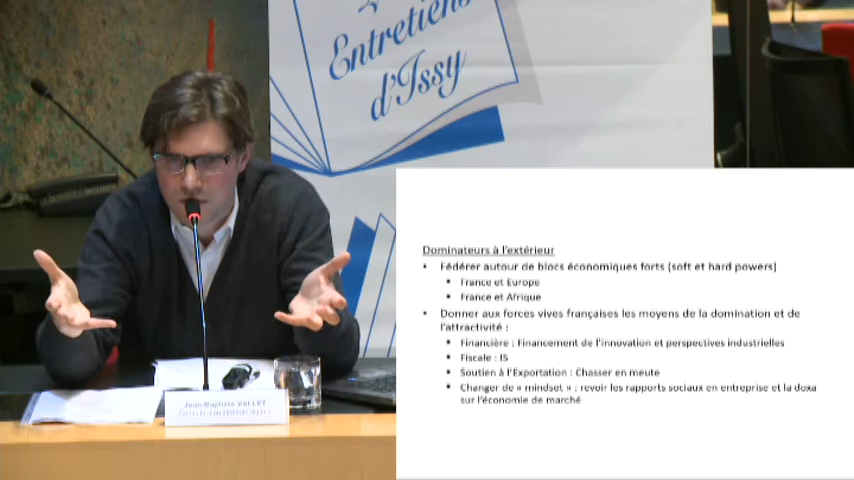 Entretiens
d'Issy
Dominateurs à l'extérieur
• Fédérer autour de blocs économiques forts (soft et hard powers)
▪ France et Europe
▪ France et Afrique
• Donner aux forces vives françaises les moyens de la domination et de
l'attractivité :
▪ Financière : Financement de l'innovation et perspectives industrielles
▪ Fiscale : IS
▪ Soutien à l'Exportation : Chasser en meute
▪ Changer de « mindset » : revoir les rapports sociaux en entreprise et la doxa
sur l'économie de marché
Jean-Baptiste VALLET